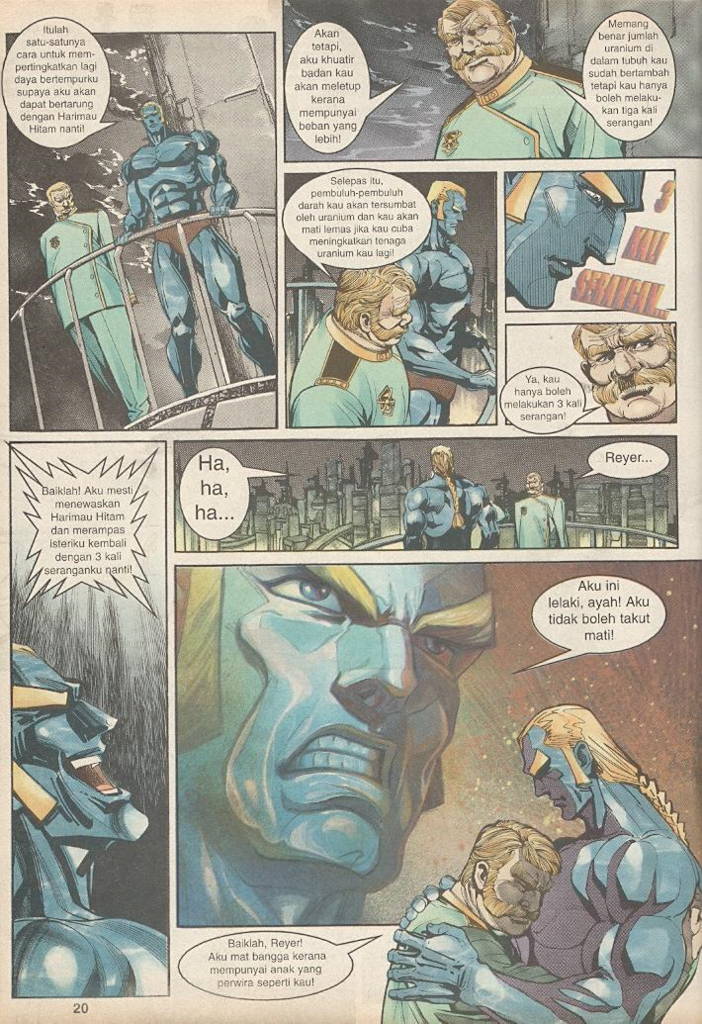 Itulah
satu-satunya
cara untuk mem-
pertingkatkan lagi
daya bertempurku
supaya aku akan
dapat bertarung
dengan Harimau
Hitam nanti!
Akan
tetapi,
aku khuatir
badan kau
akan meletup
kerana
mempunyai
beban yang
lebih!
Memang
benar jumlah
uranium di
dalam tubuh kau
sudah bertambah
tetapi kau hanya
boleh melaku-
kan tiga kali
serangan!
Selepas itu,
pembuluh-pembuluh
darah kau akan tersumbat
oleh uranium dan kau akan
mati lemas jika kau cuba
meningkatkan tenaga
uranium kau lagi!
3
KALI
SERANGAN...
Ya, kau
hanya boleh
melakukan 3 kali
serangan!
Baiklah! Aku mesti
menewaskan
Harimau Hitam
dan merampas
isteriku kembali
dengan 3 kali
seranganku nanti!
Ha,
ha,
ha...
Reyer...
Aku ini
lelaki, ayah! Aku
tidak boleh takut
mati!
Baiklah, Reyer!
Aku mat bangga kerana
mempunyai anak yang
perwira seperti kau!
20